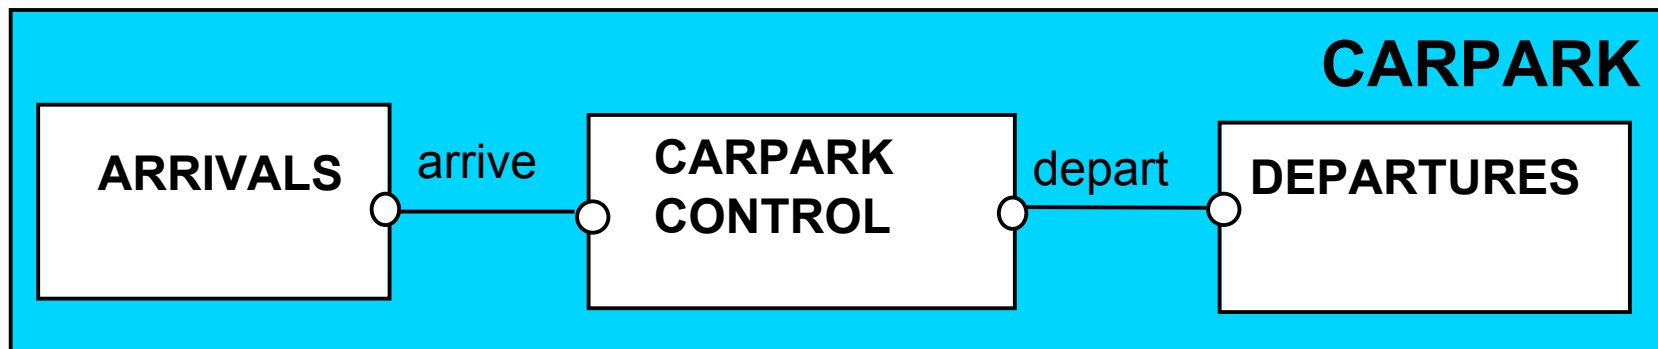 CARPARK
ARRIVALS
arrive
CARPARK
CONTROL
depart
DEPARTURES